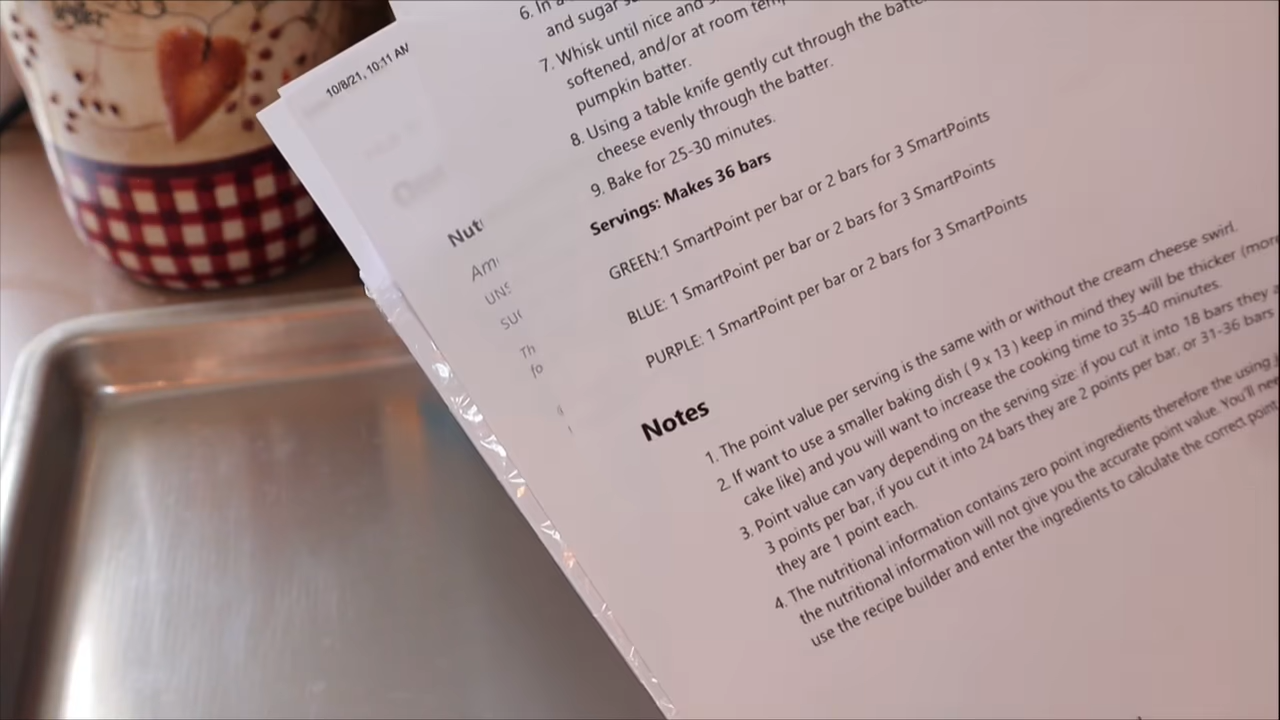 10/8/21, 10:11 AM
6. In a
and sugar
7. Whisk until nice and
softened, and/or at room
pumpkin batter.
8. Using a table knife gently cut through the
cheese evenly through the batter.
9. Bake for 25-30 minutes.
Servings: Makes 36 bars
GREEN:1 SmartPoint per bar or 2 bars for 3 SmartPoints
BLUE: 1 SmartPoint per bar or 2 bars for 3 SmartPoints
PURPLE: 1 SmartPoint per bar or 2 bars for 3 SmartPoints
Notes
1. The point value per serving is the same with or without the cream cheese swirl.
2. If want to use a smaller baking dish ( 9 x 13 ) keep in mind they will be thicker (more
cake like) and you will want to increase the cooking time to 35-40 minutes.
3. Point value can vary depending on the serving size: if you cut it into 18 bars they
3 points per bar, if you cut it into 24 bars they are 2 points per bar, or 31-36 bars
they are 1 point each.
4. The nutritional information contains zero point ingredients therefore the using
the nutritional information will not give you the accurate point value. You'll need
use the recipe builder and enter the ingredients to calculate the correct point